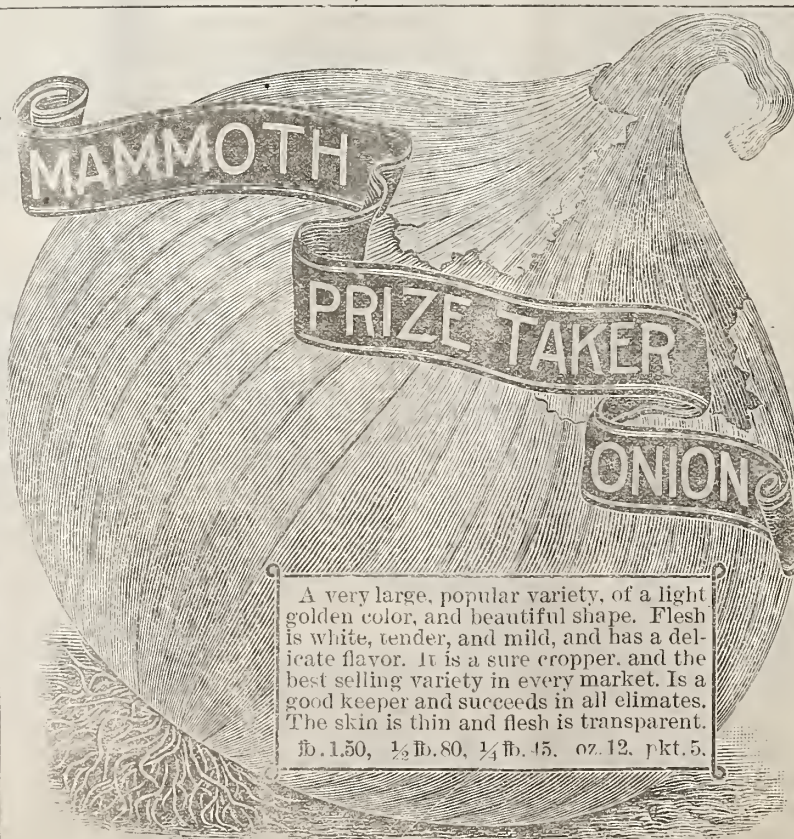 MAMMOTH
PRIZE TAKER
ONION
A very large, popular variety, of a light
golden color, and beautiful shape. Flesh
is white, tender, and mild, and has a del-
icate flavor. It is a sure cropper. and the
best selling variety in every market. Is a
good keeper and succeeds in all climates.
The skin is thin and flesh is transparent.
℔. 1.50, ½ ℔. 80, ¼ ℔. 45. oz. 12. pkt. 5.